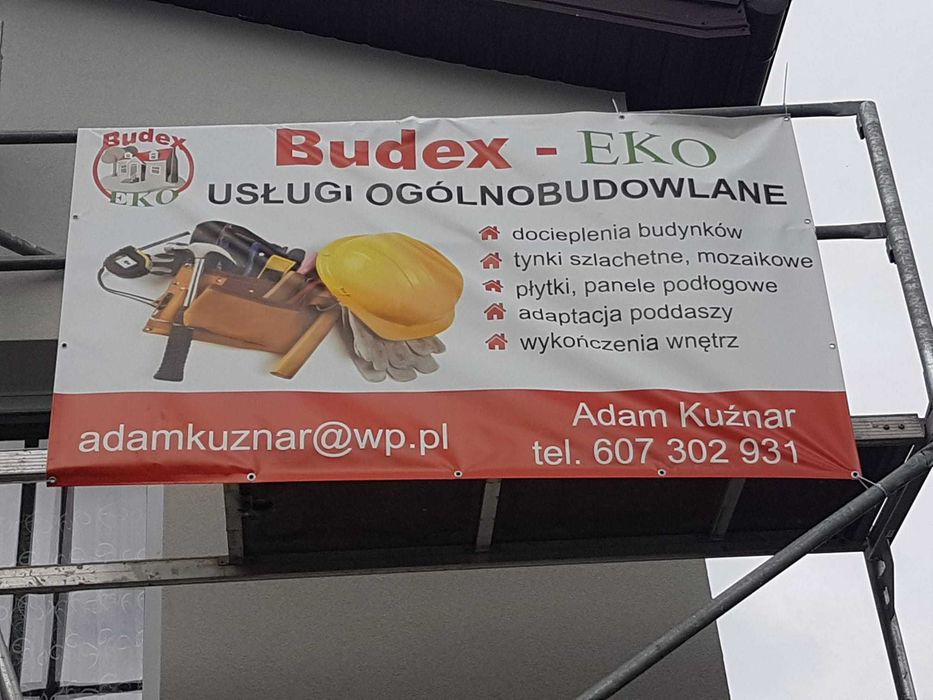 Budex
EKO
Budex - EKo
USŁUGI OGÓLNOBUDOWLANE
docieplenia budynków
tynki szlachetne, mozaikowe
płytki, panele podłogowe
adaptacja poddaszy
wykończenia wnętrz
adamkuznar@wp.pl
Adam Kuźnar
tel. 607 302 931